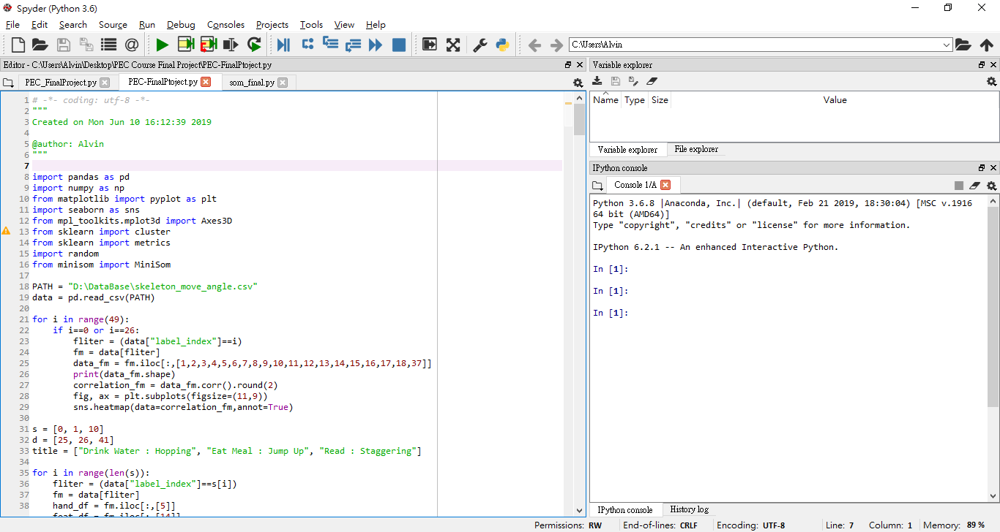 Spyder (Python 3.6)
File Edit Search Source Run Debug Consoles Projects Tools View Help
C:\Users\Alvin
Editor - C:\Users\Alvin\Desktop\PEC Course Final Project\PEC-FinalPtoject.py
PEC_FinalProject.py PEC-FinalPtoject.py som_final.py
1 # -*- coding: utf-8 -*-
2 """
3 Created on Mon Jun 10 16:12:39 2019
4
5 @author: Alvin
6 """
7
8 import pandas as pd
9 import numpy as np
10 from matplotlib import pyplot as plt
11 import seaborn as sns
12 from mpl_toolkits.mplot3d import Axes3D
13 from sklearn import cluster
14 from sklearn import metrics
15 import random
16 from minisom import MiniSom
17
18 PATH = "D:\DataBase\skeleton_move_angle.csv"
19 data = pd.read_csv(PATH)
20
21 for i in range(49):
22     if i==0 or i==26:
23         fliter = (data["label_index"]==i)
24         fm = data[fliter]
25         data_fm = fm.iloc[:,[1,2,3,4,5,6,7,8,9,10,11,12,13,14,15,16,17,18,37]]
26         print(data_fm.shape)
27         correlation_fm = data_fm.corr().round(2)
28         fig, ax = plt.subplots(figsize=(11,9))
29         sns.heatmap(data=correlation_fm,annot=True)
30
31 s = [0, 1, 10]
32 d = [25, 26, 41]
33 title = ["Drink Water : Hopping", "Eat Meal : Jump Up", "Read : Staggering"]
34
35 for i in range(len(s)):
36     fliter = (data["label_index"]==s[i])
37     fm = data[fliter]
38     hand_df = fm.iloc[:,[5]]
Variable explorer
Name Type Size Value
Variable explorer File explorer
IPython console
Console 1/A
Python 3.6.8 |Anaconda, Inc.| (default, Feb 21 2019, 18:30:04) [MSC v.1916
64 bit (AMD64)]
Type "copyright", "credits" or "license" for more information.
IPython 6.2.1 -- An enhanced Interactive Python.
In [1]:
In [1]:
In [1]:
IPython console History log
Permissions: RW End-of-lines: CRLF Encoding: UTF-8 Line: 7 Column: 1 Memory: 89 %